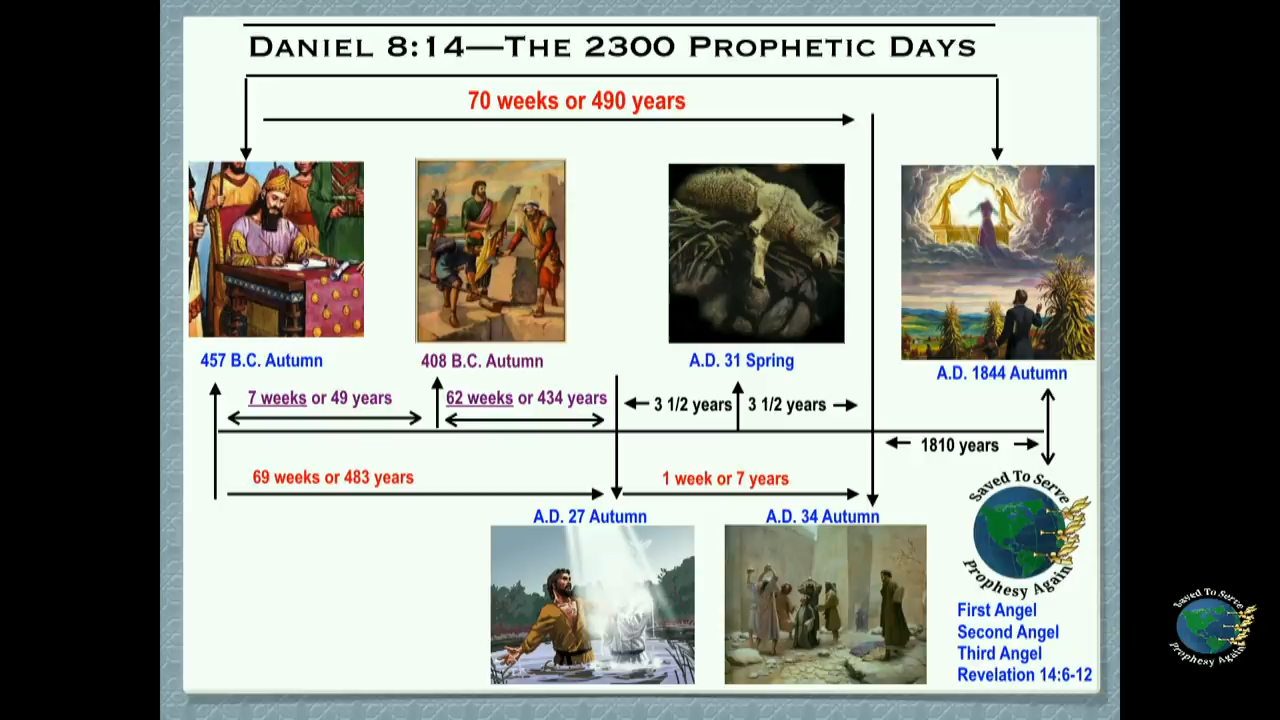 DANIEL 8:14—THE 2300 PROPHETIC DAYS
70 weeks or 490 years
457 B.C. Autumn
408 B.C. Autumn
A.D. 31 Spring
A.D. 1844 Autumn
7 weeks or 49 years
62 weeks or 434 years
3 1/2 years
3 1/2 years
1810 years
69 weeks or 483 years
1 week or 7 years
A.D. 27 Autumn
A.D. 34 Autumn
Saved To Serve
Prophesy Again
First Angel
Second Angel
Third Angel
Revelation 14:6-12
Saved To Serve
Prophesy Again